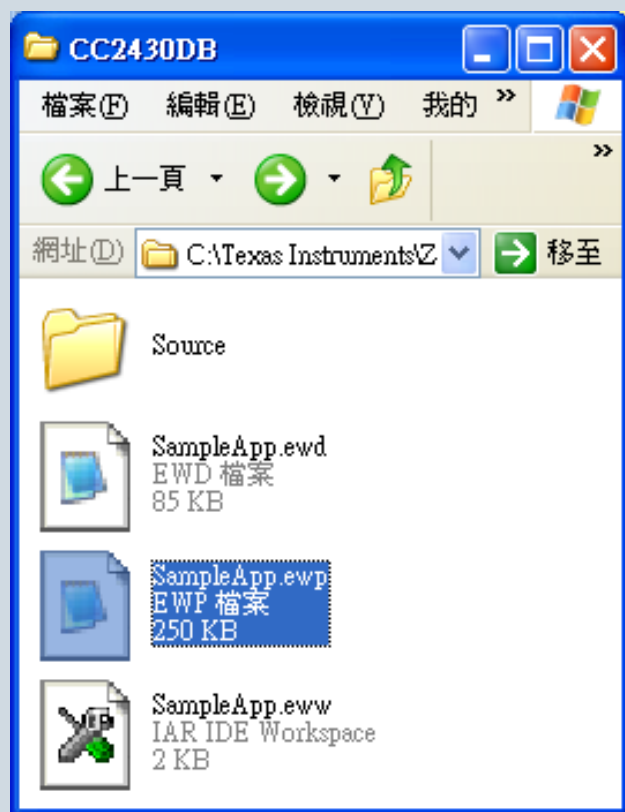 CC2430DB
檔案(F) 編輯(E) 檢視(V) 我的 »
上一頁 »
網址(D) C:\Texas Instruments\Z 移至
Source
SampleApp.ewd
EWD 檔案
85 KB
SampleApp.ewp
EWP 檔案
250 KB
SampleApp.eww
IAR IDE Workspace
2 KB